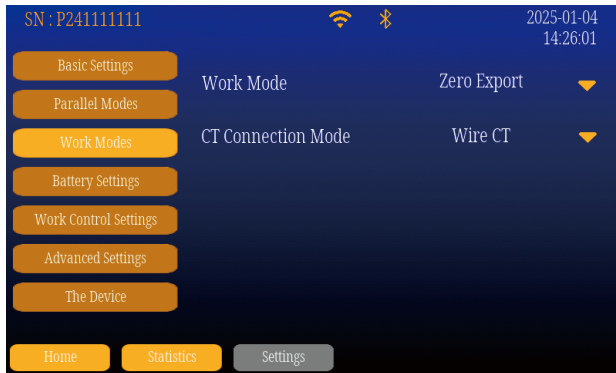 SN : P241111111
2025-01-04
14:26:01
Basic Settings
Parallel Modes
Work Modes
Battery Settings
Work Control Settings
Advanced Settings
The Device
Work Mode Zero Export
CT Connection Mode Wire CT
Home Statistics Settings